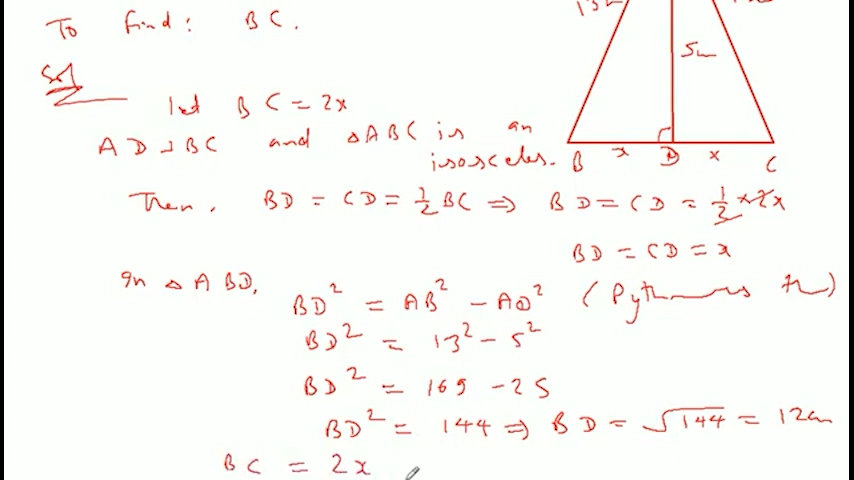 To find: BC.
Sol
let BC = 2x
AD ⊥ BC and △ABC is an isosceles.
Then, BD = CD = 1/2 BC ⇒ BD = CD = 1/2 × 2x
BD = CD = x
In △ABD,
BD² = AB² - AD² (Pythagoras th)
BD² = 13² - 5²
BD² = 169 - 25
BD² = 144 ⇒ BD = √144 = 12cm
BC = 2x
5cm
B x D x C